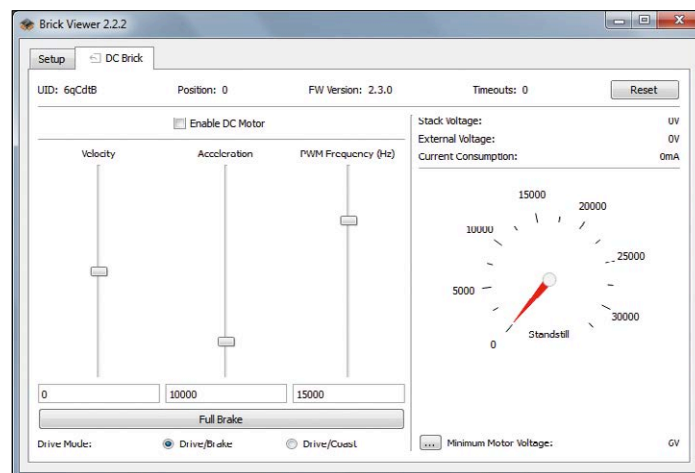 Brick Viewer 2.2.2
Setup
DC Brick
UID: 6qCdtB
Position: 0
FW Version: 2.3.0
Timeouts: 0
Reset
Enable DC Motor
Velocity
Acceleration
PWM Frequency (Hz)
0
10000
15000
Full Brake
Drive Mode:
Drive/Brake
Drive/Coast
Stack Voltage:
0V
External Voltage:
0V
Current Consumption:
0mA
0
5000
10000
15000
20000
25000
30000
Standstill
...
Minimum Motor Voltage:
6V